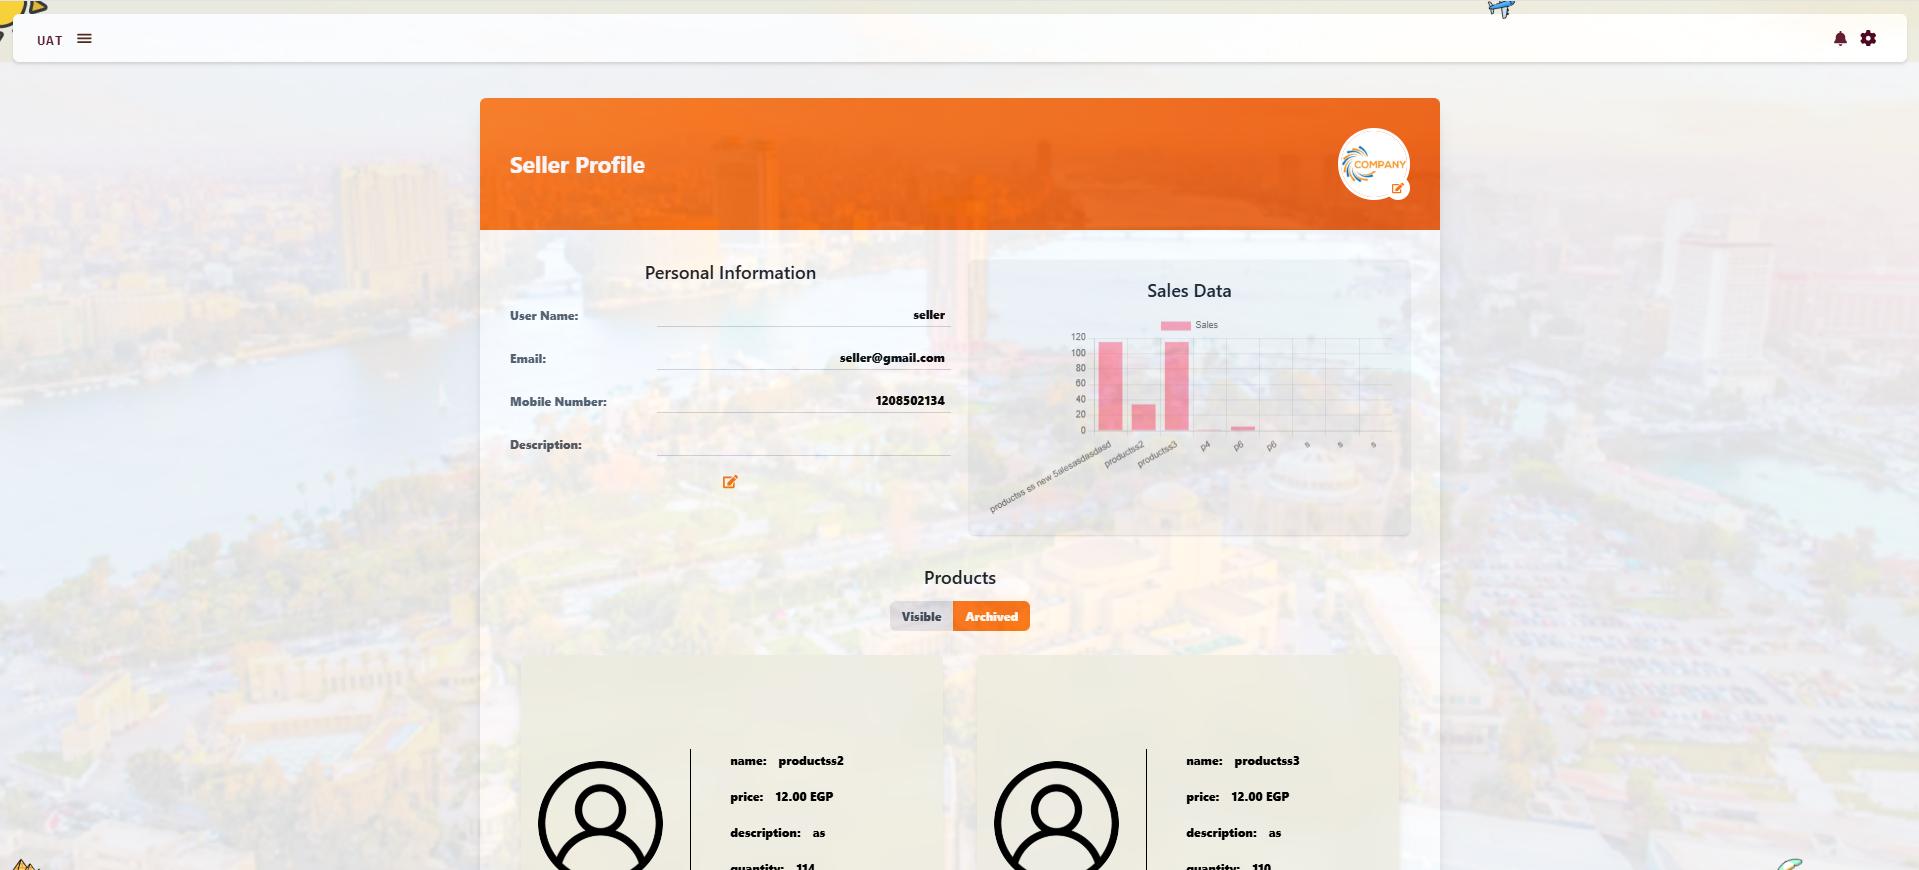 UAT
Seller Profile
COMPANY
Personal Information
User Name: seller
Email: seller@gmail.com
Mobile Number: 1208502134
Description:
Sales Data
Sales
120
100
80
60
40
20
0
productss ss new 5alesasdasdasd
productss2
productss3
p4
p6
p6
s
s
s
Products
Visible Archived
name: productss2
price: 12.00 EGP
description: as
quantity: 114
name: productss3
price: 12.00 EGP
description: as
quantity: 110